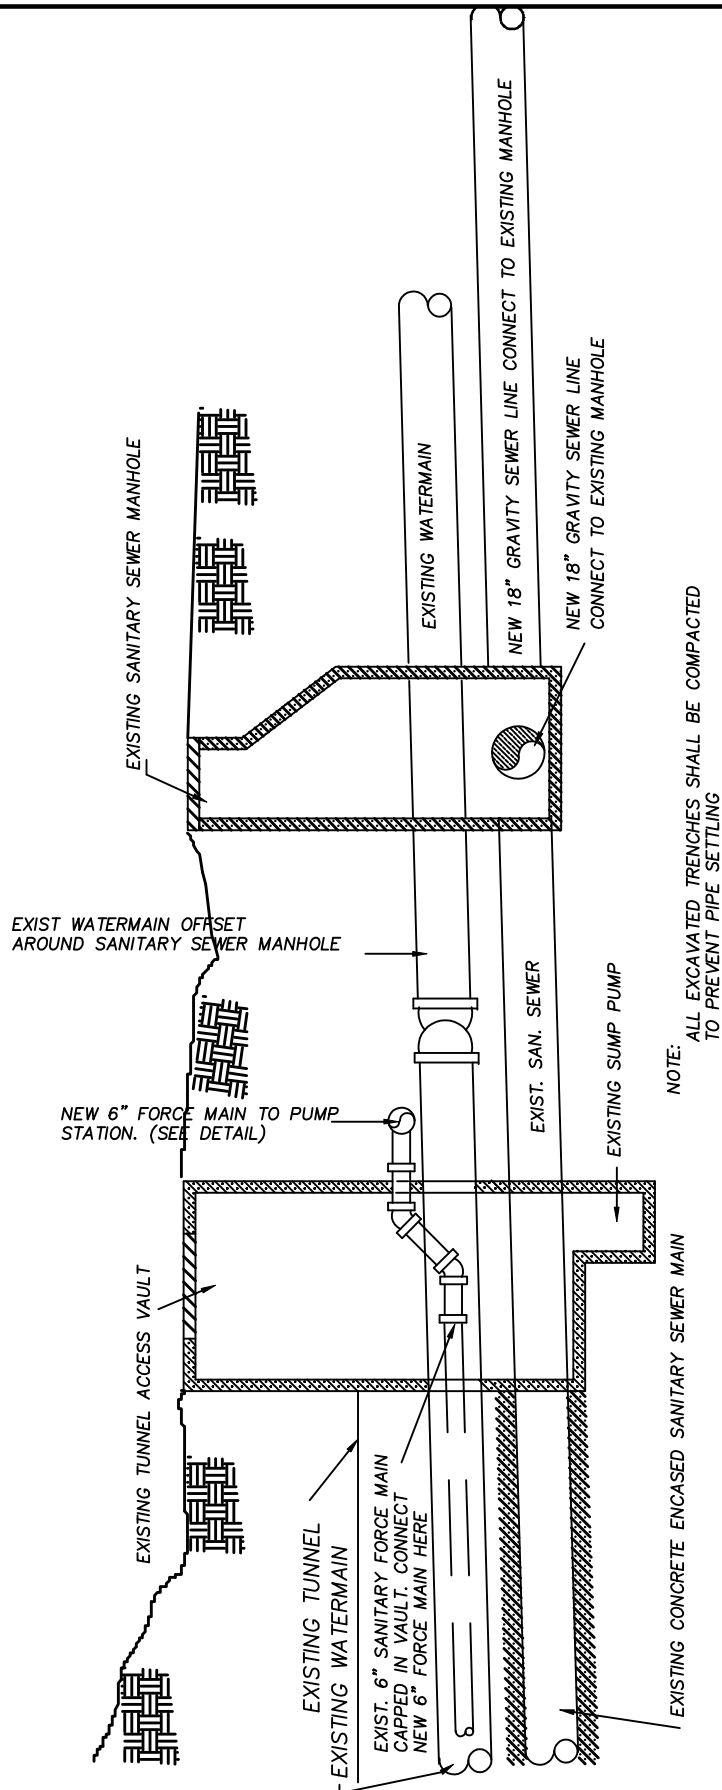 NEW 18" GRAVITY SEWER LINE CONNECT TO EXISTING MANHOLE
NEW 18" GRAVITY SEWER LINE
CONNECT TO EXISTING MANHOLE
EXISTING WATERMAIN
EXISTING SANITARY SEWER MANHOLE
EXIST WATERMAIN OFFSET
AROUND SANITARY SEWER MANHOLE
EXIST. SAN. SEWER
EXISTING SUMP PUMP
NOTE:
ALL EXCAVATED TRENCHES SHALL BE COMPACTED
TO PREVENT PIPE SETTLING
NEW 6" FORCE MAIN TO PUMP
STATION. (SEE DETAIL)
EXISTING TUNNEL ACCESS VAULT
EXISTING TUNNEL
EXISTING WATERMAIN
EXIST. 6" SANITARY FORCE MAIN
CAPPED IN VAULT. CONNECT
NEW 6" FORCE MAIN HERE
EXISTING CONCRETE ENCASED SANITARY SEWER MAIN